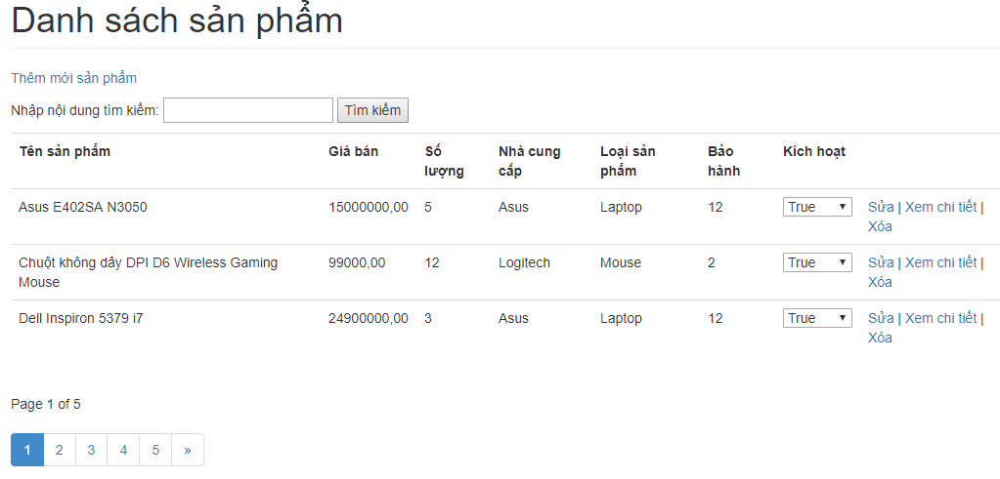 Danh sách sản phẩm
Thêm mới sản phẩm
Nhập nội dung tìm kiếm: Tìm kiếm
Tên sản phẩm Giá bán Số lượng Nhà cung cấp Loại sản phẩm Bảo hành Kích hoạt
Asus E402SA N3050 15000000,00 5 Asus Laptop 12 True Sửa | Xem chi tiết | Xóa
Chuột không dây DPI D6 Wireless Gaming Mouse 99000,00 12 Logitech Mouse 2 True Sửa | Xem chi tiết | Xóa
Dell Inspiron 5379 i7 24900000,00 3 Asus Laptop 12 True Sửa | Xem chi tiết | Xóa
Page 1 of 5
1 2 3 4 5 »